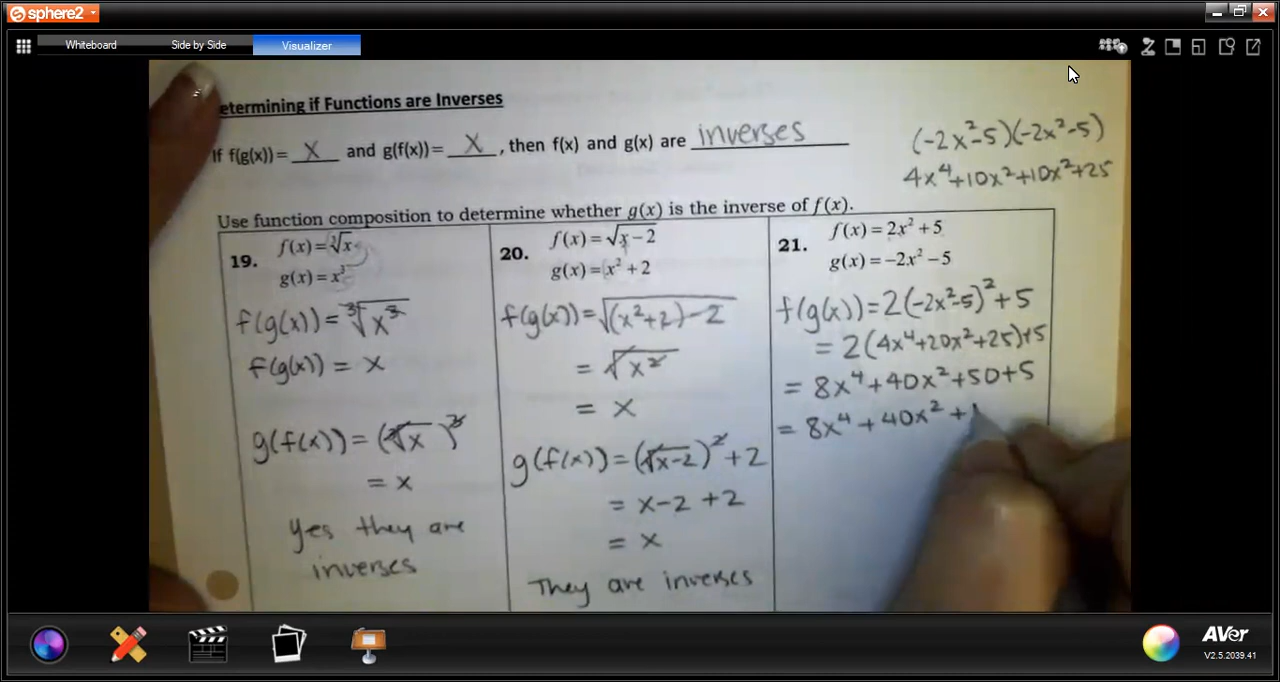 sphere2
Whiteboard Side by Side Visualizer
etermining if Functions are Inverses
If f(g(x)) = x and g(f(x)) = x, then f(x) and g(x) are inverses
(-2x²-5)(-2x²-5)
4x⁴+10x²+10x²+25
Use function composition to determine whether g(x) is the inverse of f(x).
19.
f(x) = ∛x
g(x) = x³
f(g(x)) = ∛x³
f(g(x)) = x
g(f(x)) = (∛x)³
= x
Yes they are
inverses
20.
f(x) = √x − 2
g(x) = x² + 2
f(g(x)) = √(x²+2)-2
= √x²
= x
g(f(x)) = (√x-2)² + 2
= x-2 +2
= x
They are inverses
21.
f(x) = 2x² + 5
g(x) = −2x² − 5
f(g(x)) = 2(-2x²-5)² + 5
= 2(4x⁴+20x²+25)+5
= 8x⁴ + 40x² + 50 + 5
= 8x⁴ + 40x² +
AVer
V2.5.2039.41